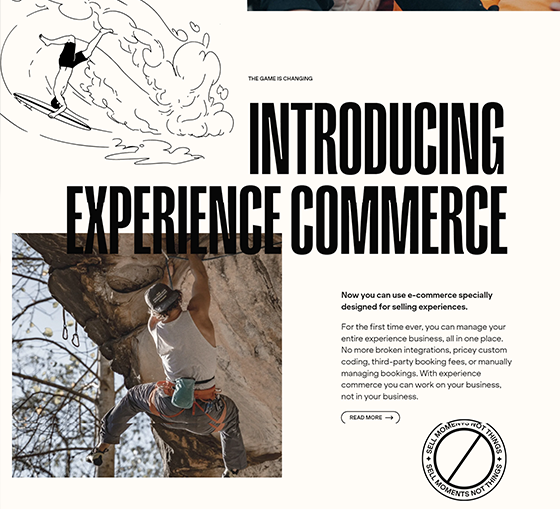 THE GAME IS CHANGING
INTRODUCING
EXPERIENCE COMMERCE
Now you can use e-commerce specially
designed for selling experiences.
For the first time ever, you can manage your
entire experience business, all in one place.
No more broken integrations, pricey custom
coding, third-party booking fees, or manually
managing bookings. With experience
commerce you can work on your business,
not in your business.
READ MORE →
SELL MOMENTS NOT THINGS
SELL MOMENTS NOT THINGS